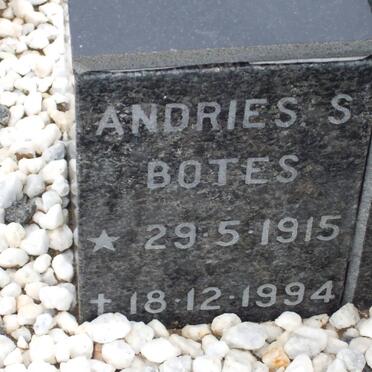 ANDRIES. S
BOTES
★ 29·5·1915
✝ 18·12·1994